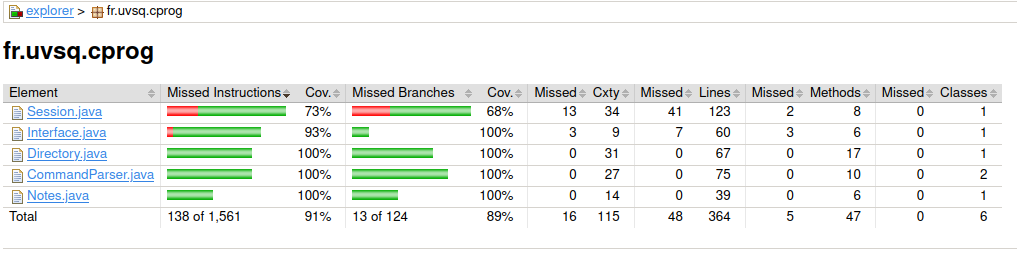 explorer > fr.uvsq.cprog
fr.uvsq.cprog
Element Missed Instructions Cov. Missed Branches Cov. Missed Cxty Missed Lines Missed Methods Missed Classes
Session.java 73% 68% 13 34 41 123 2 8 0 1
Interface.java 93% 100% 3 9 7 60 3 6 0 1
Directory.java 100% 100% 0 31 0 67 0 17 0 1
CommandParser.java 100% 100% 0 27 0 75 0 10 0 2
Notes.java 100% 100% 0 14 0 39 0 6 0 1
Total 138 of 1,561 91% 13 of 124 89% 16 115 48 364 5 47 0 6